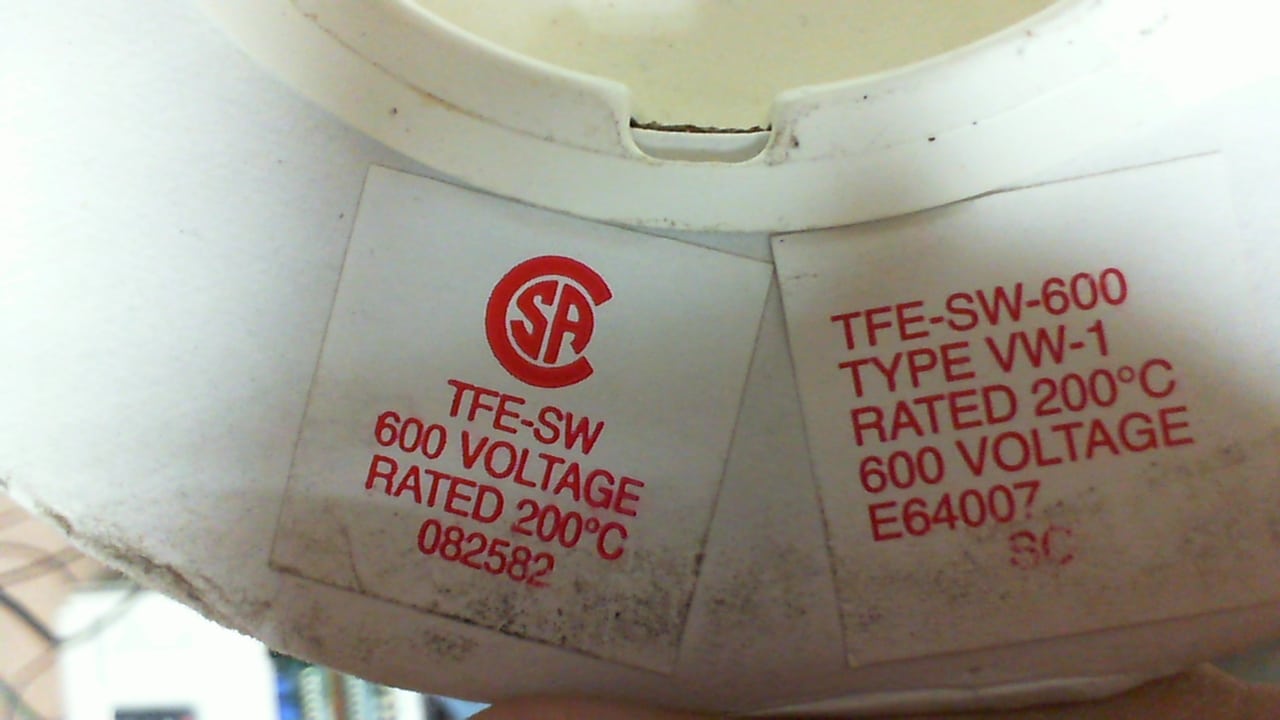 CSA
TFE-SW
600 VOLTAGE
RATED 200°C
082582
TFE-SW-600
TYPE VW-1
RATED 200°C
600 VOLTAGE
E64007
SC